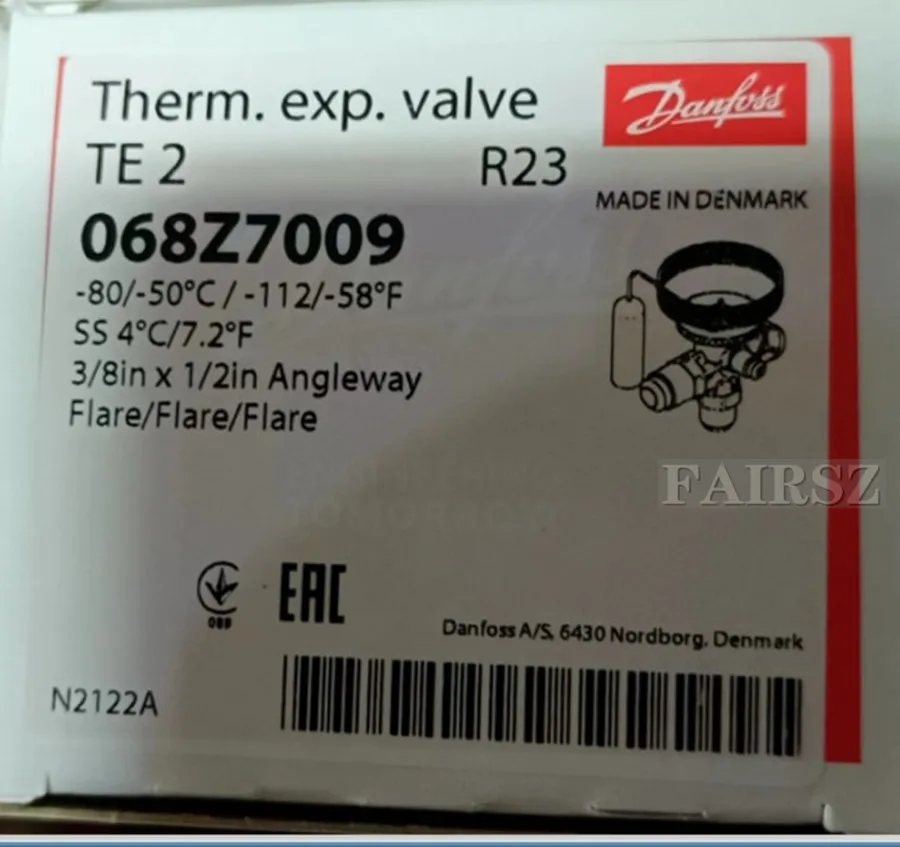 Therm. exp. valve
Danfoss
TE 2
R23
MADE IN DENMARK
068Z7009
-80/-50°C / -112/-58°F
SS 4°C/7.2°F
3/8in x 1/2in Angleway
Flare/Flare/Flare
FAIRSZ
EAC
Danfoss A/S, 6430 Nordborg, Denmark
N2122A